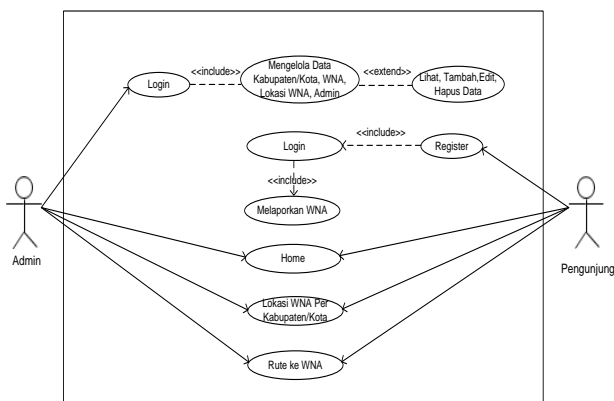 Mengelola Data
Kabupaten/Kota, WNA,
Lokasi WNA, Admin
<<include>>
<<extend>>
Login
Lihat, Tambah,Edit,
Hapus Data
<<include>>
Login
Register
<<include>>
Melaporkan WNA
Admin
Pengunjung
Home
Lokasi WNA Per
Kabupaten/Kota
Rute ke WNA